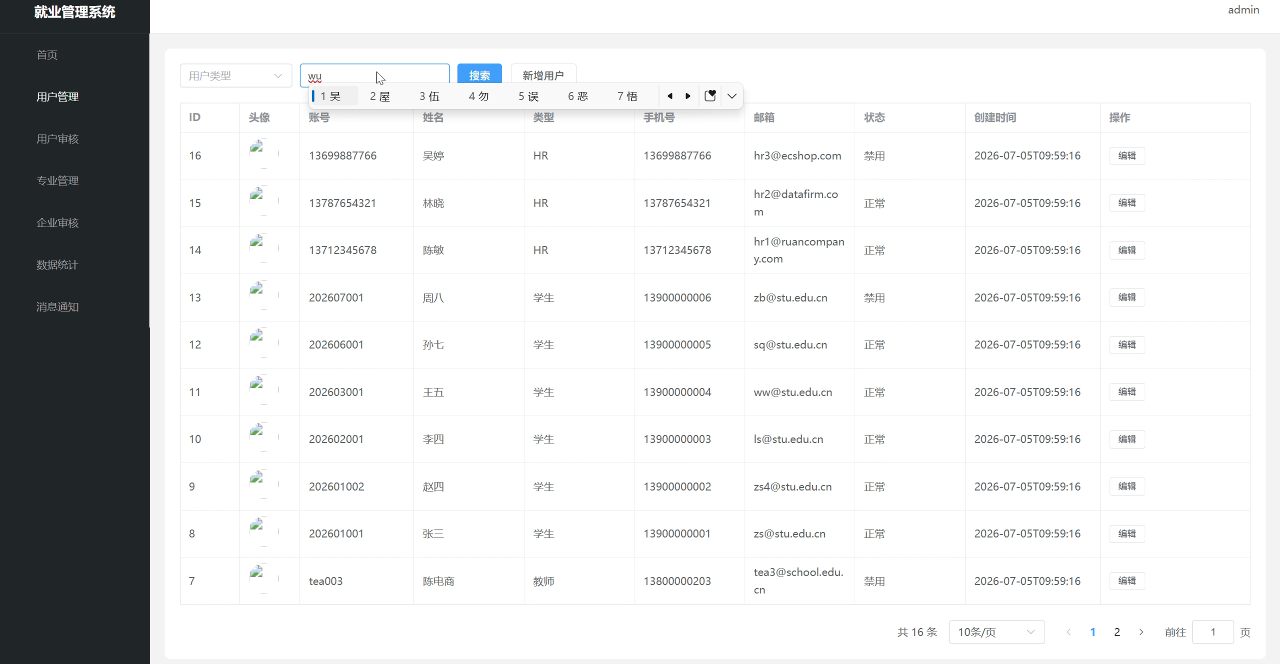 就业管理系统
admin
首页
用户管理
用户审核
专业管理
企业审核
数据统计
消息通知
用户类型 wu 搜索 新增用户
1 吴 2 屋 3 伍 4 勿 5 误 6 恶 7 悟
ID 头像 账号 姓名 类型 手机号 邮箱 状态 创建时间 操作
16 13699887766 吴婷 HR 13699887766 hr3@ecshop.com 禁用 2026-07-05T09:59:16 编辑
15 13787654321 林晓 HR 13787654321 hr2@datafirm.co
m 正常 2026-07-05T09:59:16 编辑
14 13712345678 陈敏 HR 13712345678 hr1@ruancompan
y.com 正常 2026-07-05T09:59:16 编辑
13 202607001 周八 学生 13900000006 zb@stu.edu.cn 禁用 2026-07-05T09:59:16 编辑
12 202606001 孙七 学生 13900000005 sq@stu.edu.cn 正常 2026-07-05T09:59:16 编辑
11 202603001 王五 学生 13900000004 ww@stu.edu.cn 正常 2026-07-05T09:59:16 编辑
10 202602001 李四 学生 13900000003 ls@stu.edu.cn 正常 2026-07-05T09:59:16 编辑
9 202601002 赵四 学生 13900000002 zs4@stu.edu.cn 正常 2026-07-05T09:59:16 编辑
8 202601001 张三 学生 13900000001 zs@stu.edu.cn 正常 2026-07-05T09:59:16 编辑
7 tea003 陈电商 教师 13800000203 tea3@school.edu.
cn 禁用 2026-07-05T09:59:16 编辑
共 16 条 10条/页 1 2 前往 1 页